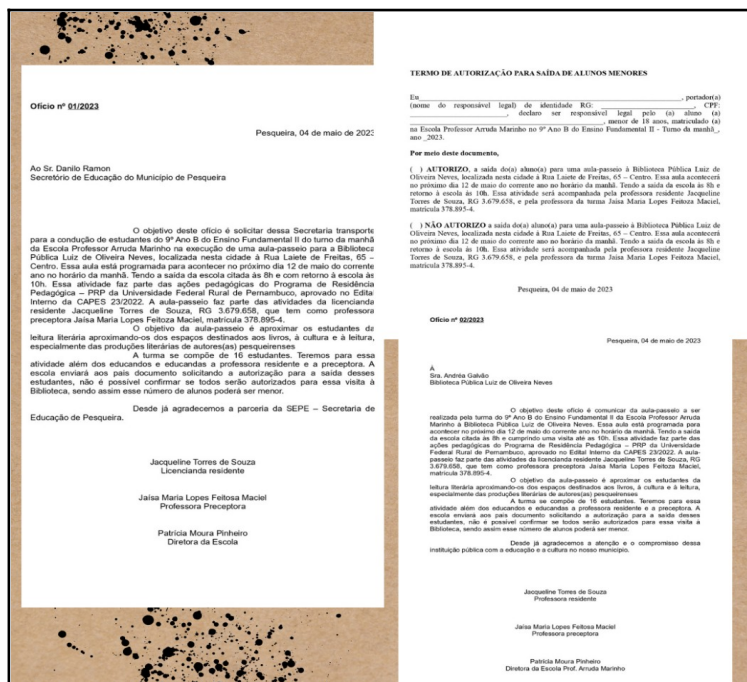 Ofício nº 01/2023
Pesqueira, 04 de maio de 2023
Ao Sr. Danilo Ramon
Secretário de Educação do Município de Pesqueira
O objetivo deste ofício é solicitar dessa Secretaria transporte
para a condução de estudantes do 9º Ano B do Ensino Fundamental II do turno da manhã
da Escola Professor Arruda Marinho na execução de uma aula-passeio para a Biblioteca
Pública Luiz de Oliveira Neves, localizada nesta cidade à Rua Laiete de Freitas, 65 –
Centro. Essa aula está programada para acontecer no próximo dia 12 de maio do corrente
ano no horário da manhã. Tendo a saída da escola citada às 8h e com retorno à escola às
10h. Essa atividade faz parte das ações pedagógicas do Programa de Residência
Pedagógica – PRP da Universidade Federal Rural de Pernambuco, aprovado no Edital
Interno da CAPES 23/2022. A aula-passeio faz parte das atividades da licencianda
residente Jacqueline Torres de Souza, RG 3.679.658, que tem como professora
preceptora Jaísa Maria Lopes Feitoza Maciel, matrícula 378.895-4.
O objetivo da aula-passeio é aproximar os estudantes da
leitura literária aproximando-os dos espaços destinados aos livros, à cultura e à leitura,
especialmente das produções literárias de autores(as) pesqueirenses
A turma se compõe de 16 estudantes. Teremos para essa
atividade além dos educandos e educandas a professora residente e a preceptora. A
escola enviará aos pais documento solicitando a autorização para a saída desses
estudantes, não é possível confirmar se todos serão autorizados para essa visita à
Biblioteca, sendo assim esse número de alunos poderá ser menor.
Desde já agradecemos a parceria da SEPE – Secretaria de
Educação de Pesqueira.
Jacqueline Torres de Souza
Licencianda residente
Jaísa Maria Lopes Feitosa Maciel
Professora Preceptora
Patrícia Moura Pinheiro
Diretora da Escola
TERMO DE AUTORIZAÇÃO PARA SAÍDA DE ALUNOS MENORES
Eu, portador(a)
(nome do responsável legal) de identidade RG: , CPF:
, declaro ser responsável legal pelo (a) aluno (a)
, menor de 18 anos, matriculado (a)
na Escola Professor Arruda Marinho no 9º Ano B do Ensino Fundamental II - Turno da manhã_,
ano _2023.
Por meio deste documento,
( ) AUTORIZO, a saída do(a) aluno(a) para uma aula-passeio à Biblioteca Pública Luiz de
Oliveira Neves, localizada nesta cidade à Rua Laiete de Freitas, 65 – Centro. Essa aula acontecerá
no próximo dia 12 de maio do corrente ano no horário da manhã. Tendo a saída da escola às 8h e
retorno à escola às 10h. Essa atividade será acompanhada pela professora residente Jacqueline
Torres de Souza, RG 3.679.658, e pela professora da turma Jaísa Maria Lopes Feitoza Maciel,
matrícula 378.895-4.
( ) NÃO AUTORIZO a saída do(a) aluno(a) para uma aula-passeio à Biblioteca Pública Luiz de
Oliveira Neves, localizada nesta cidade à Rua Laiete de Freitas, 65 – Centro. Essa aula acontecerá
no próximo dia 12 de maio do corrente ano no horário da manhã. Tendo a saída da escola às 8h e
retorno à escola às 10h. Essa atividade será acompanhada pela professora residente Jacqueline
Torres de Souza, RG 3.679.658, e pela professora da turma Jaísa Maria Lopes Feitoza Maciel,
matrícula 378.895-4.
Pesqueira, 04 de maio de 2023
Ofício nº 02/2023
Pesqueira, 04 de maio de 2023
À
Sra. Andréa Galvão
Biblioteca Pública Luiz de Oliveira Neves
O objetivo deste ofício é comunicar da aula-passeio a ser
realizada pela turma do 9º Ano B do Ensino Fundamental II da Escola Professor Arruda
Marinho à Biblioteca Pública Luiz de Oliveira Neves. Essa aula é programada para
acontecer no próximo dia 12 de maio do corrente ano no horário da manhã. Tendo a saída
da escola citada às 8h e cumprindo uma visita até as 10h. Essa atividade faz parte das
ações pedagógicas do Programa de Residência Pedagógica – PRP da Universidade
Federal Rural de Pernambuco, aprovado no Edital Interno da CAPES 23/2022. A aula-
passeio faz parte das atividades da licencianda residente Jacqueline Torres de Souza, RG
3.679.658, que tem como professora preceptora Jaísa Maria Lopes Feitoza Maciel,
matrícula 378.895-4.
O objetivo da aula-passeio é aproximar os estudantes da
leitura literária aproximando-os dos espaços destinados aos livros, à cultura e à leitura,
especialmente das produções literárias de autores(as) pesqueirenses
A turma se compõe de 16 estudantes. Teremos para essa
atividade além dos educandos e educandas a professora residente e a preceptora. A
escola enviará aos pais documento solicitando a autorização para a saída desses
estudantes, não é possível confirmar se todos serão autorizados para essa visita à
Biblioteca, sendo assim esse número de alunos poderá ser menor.
Desde já agradecemos a atenção e o compromisso dessa
instituição pública com a educação e a cultura no nosso município.
Jacqueline Torres de Souza
Professora residente
Jaísa Maria Lopes Feitosa Maciel
Professora preceptora
Patrícia Moura Pinheiro
Diretora da Escola Prof. Arruda Marinho